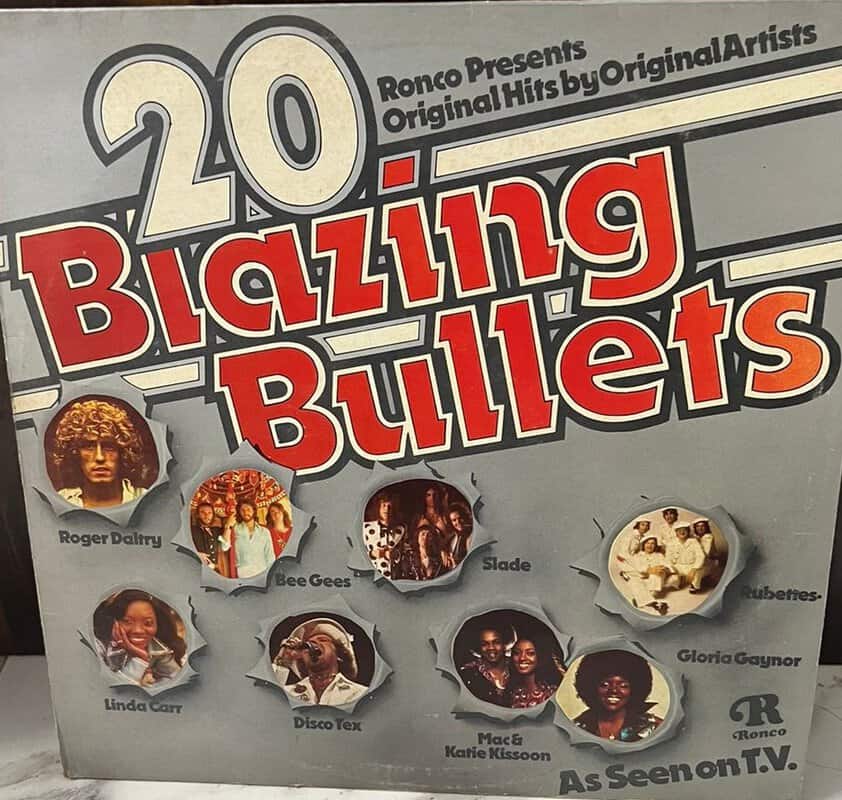 20
Ronco Presents
Original Hits by Original Artists
Blazing
Bullets
Roger Daltry
Bee Gees
Slade
Rubettes
Linda Carr
Disco Tex
Mac &
Katie Kissoon
Gloria Gaynor
R
Ronco
As Seen on T.V.